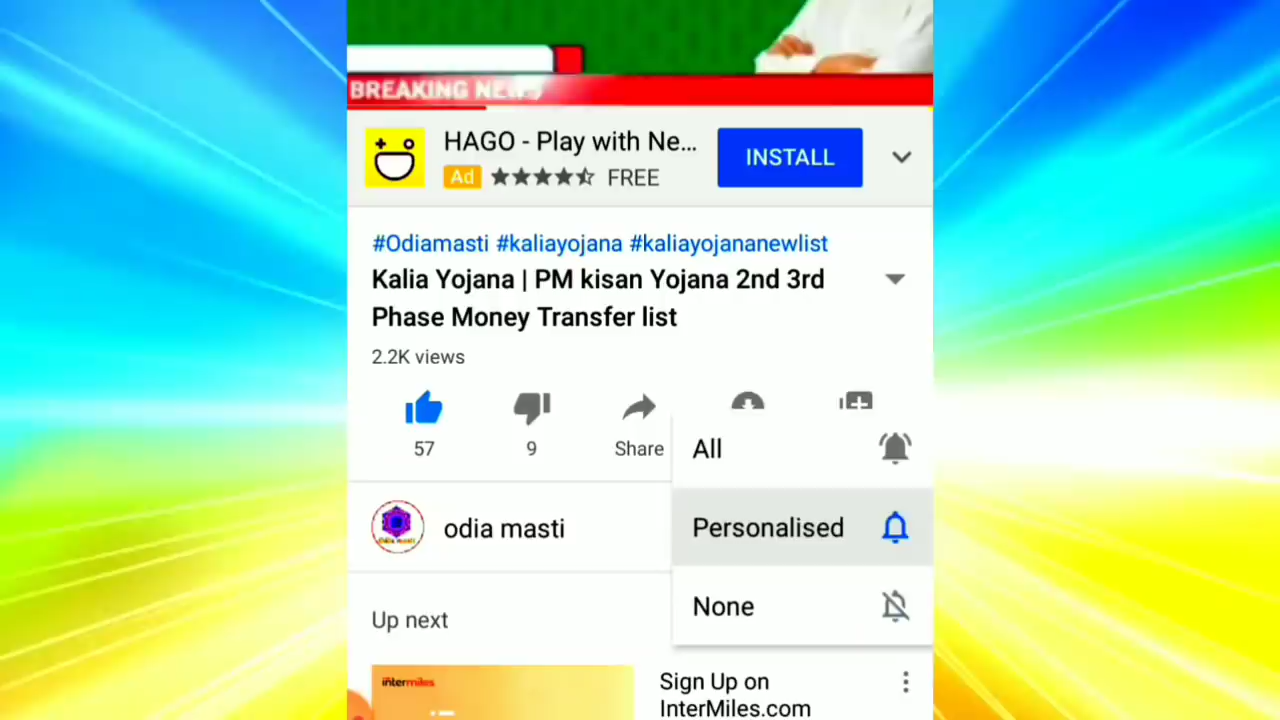 BREAKING NEWS
HAGO - Play with Ne...
Ad FREE
INSTALL
#Odiamasti #kaliayojana #kaliayojananewlist
Kalia Yojana | PM kisan Yojana 2nd 3rd
Phase Money Transfer list
2.2K views
57
9
Share
All
odia masti
Personalised
None
Up next
intermiles
Sign Up on
InterMiles.com